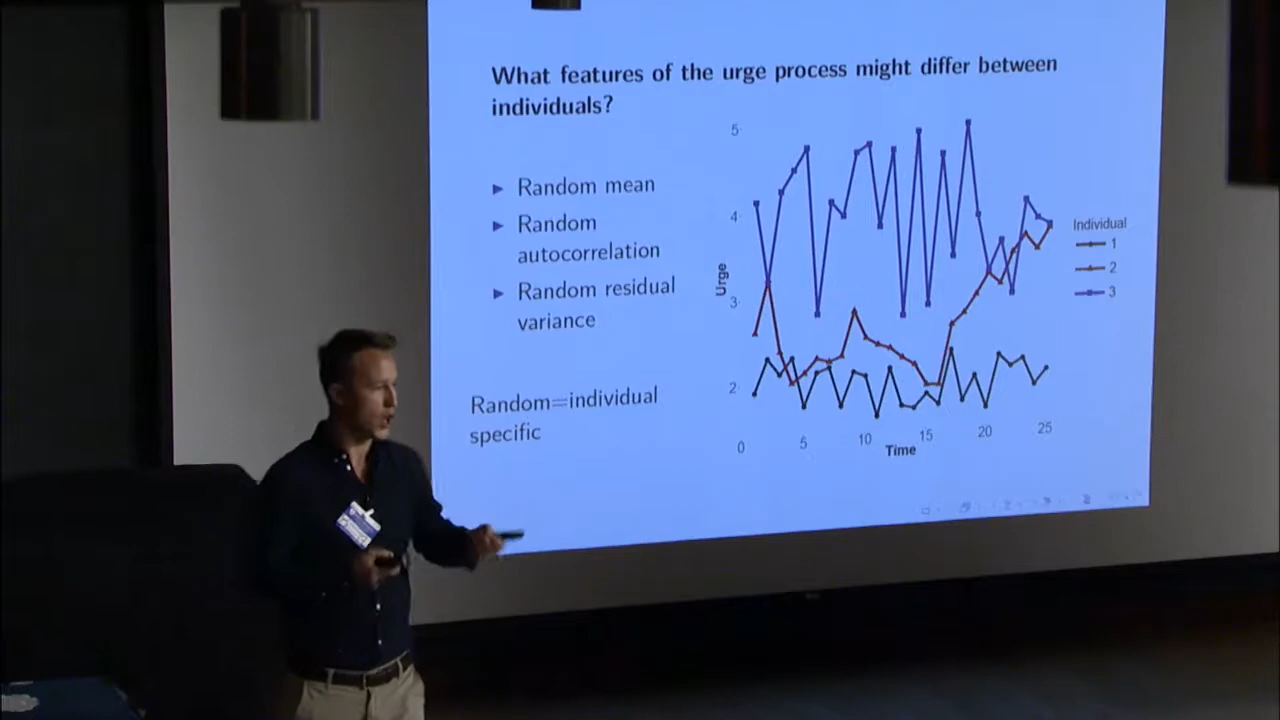 What features of the urge process might differ between
individuals?
► Random mean
► Random
autocorrelation
► Random residual
variance
Random=individual
specific
5
4
3
2
Urge
0
5
10
15
20
25
Time
Individual
1
2
3